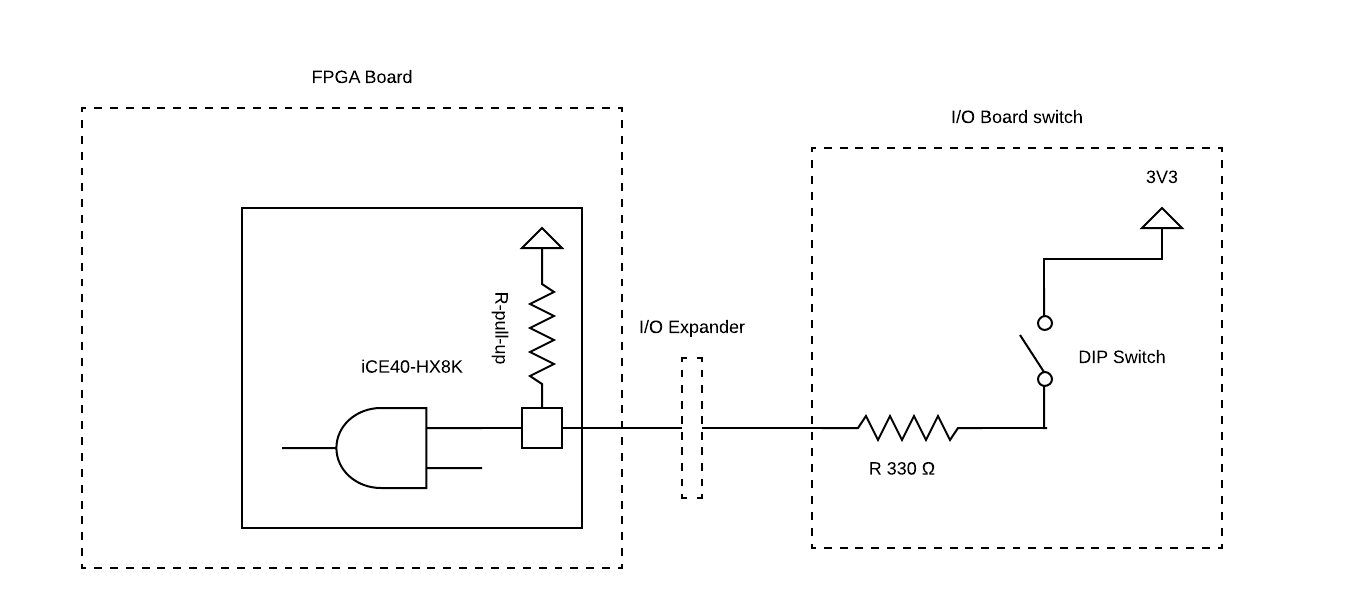 FPGA Board
I/O Board switch
3V3
R-pull-up
I/O Expander
iCE40-HX8K
DIP Switch
R 330 Ω